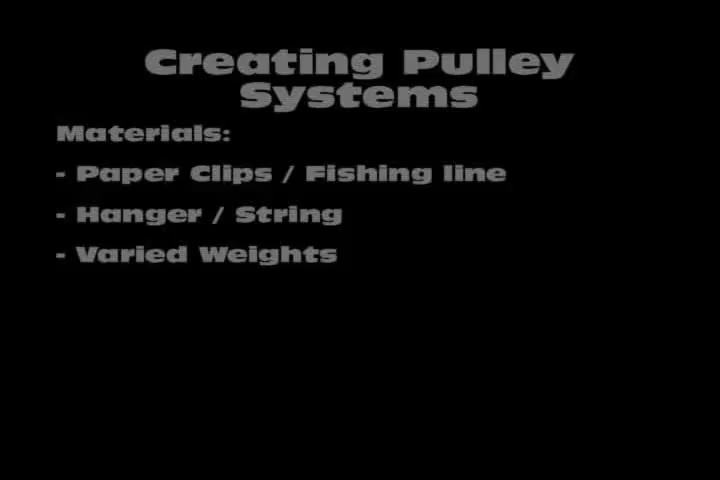 Creating Pulley
Systems
Materials:
- Paper Clips / Fishing line
- Hanger / String
- Varied Weights